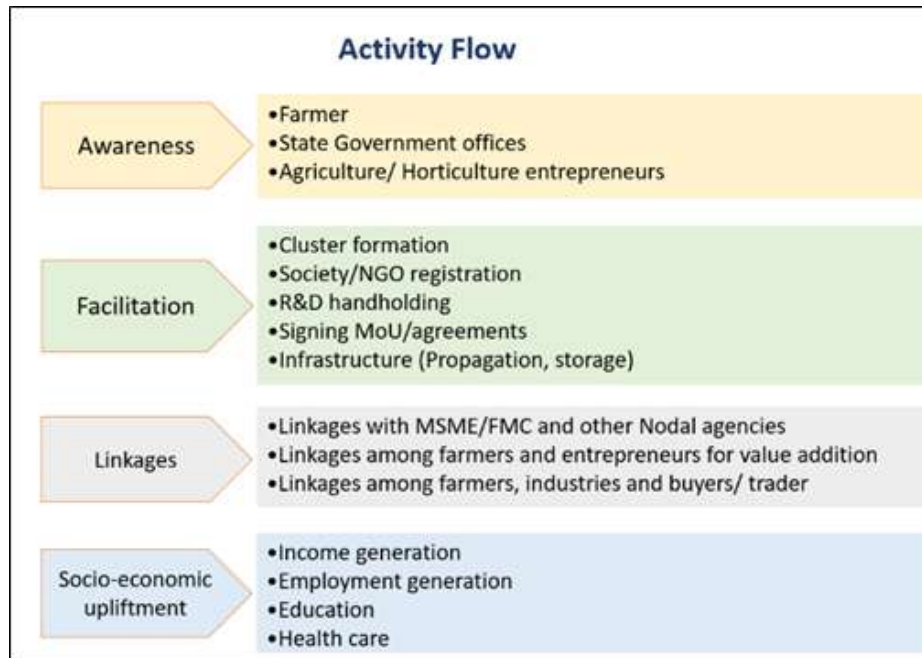 Activity Flow
Awareness
•Farmer
•State Government offices
•Agriculture/ Horticulture entrepreneurs
Facilitation
•Cluster formation
•Society/NGO registration
•R&D handholding
•Signing MoU/agreements
•Infrastructure (Propagation, storage)
Linkages
•Linkages with MSME/FMC and other Nodal agencies
•Linkages among farmers and entrepreneurs for value addition
•Linkages among farmers, industries and buyers/ trader
Socio-economic
upliftment
•Income generation
•Employment generation
•Education
•Health care